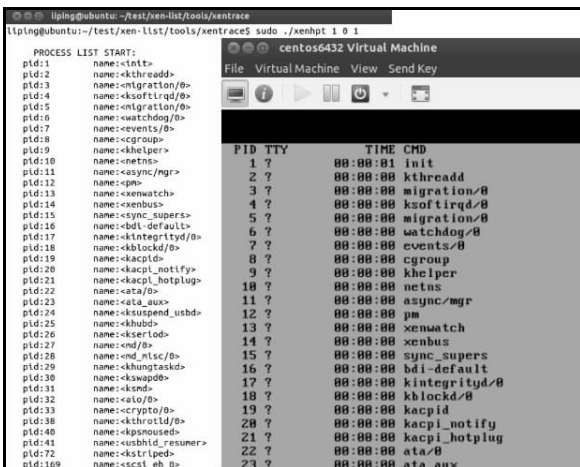 liping@ubuntu: ~/test/xen-list/tools/xentrace
liping@ubuntu:~/test/xen-list/tools/xentrace$ sudo ./xenhpt 1 0 1
PROCESS LIST START:
pid:1 name:<init>
pid:2 name:<kthreadd>
pid:3 name:<migration/0>
pid:4 name:<ksoftirqd/0>
pid:5 name:<migration/0>
pid:6 name:<watchdog/0>
pid:7 name:<events/0>
pid:8 name:<cgroup>
pid:9 name:<khelper>
pid:10 name:<netns>
pid:11 name:<async/mgr>
pid:12 name:<pm>
pid:13 name:<xenwatch>
pid:14 name:<xenbus>
pid:15 name:<sync_supers>
pid:16 name:<bdi-default>
pid:17 name:<kintegrityd/0>
pid:18 name:<kblockd/0>
pid:19 name:<kacpid>
pid:20 name:<kacpi_notify>
pid:21 name:<kacpi_hotplug>
pid:22 name:<ata/0>
pid:23 name:<ata_aux>
pid:24 name:<ksuspend_usbd>
pid:25 name:<khubd>
pid:26 name:<kseriod>
pid:27 name:<md/0>
pid:28 name:<md_misc/0>
pid:29 name:<khungtaskd>
pid:30 name:<kswapd0>
pid:31 name:<ksmd>
pid:32 name:<aio/0>
pid:33 name:<crypto/0>
pid:38 name:<kthrotld/0>
pid:40 name:<kpsmoused>
pid:41 name:<usbhid_resumer>
pid:72 name:<kstriped>
pid:169 name:<scsi_eh_0>
centos6432 Virtual Machine
File Virtual Machine View Send Key
PID TTY TIME CMD
1 ? 00:00:01 init
2 ? 00:00:00 kthreadd
3 ? 00:00:00 migration/0
4 ? 00:00:00 ksoftirqd/0
5 ? 00:00:00 migration/0
6 ? 00:00:00 watchdog/0
7 ? 00:00:00 events/0
8 ? 00:00:00 cgroup
9 ? 00:00:00 khelper
10 ? 00:00:00 netns
11 ? 00:00:00 async/mgr
12 ? 00:00:00 pm
13 ? 00:00:00 xenwatch
14 ? 00:00:00 xenbus
15 ? 00:00:00 sync_supers
16 ? 00:00:00 bdi-default
17 ? 00:00:00 kintegrityd/0
18 ? 00:00:00 kblockd/0
19 ? 00:00:00 kacpid
20 ? 00:00:00 kacpi_notify
21 ? 00:00:00 kacpi_hotplug
22 ? 00:00:00 ata/0
23 ? 00:00:00 ata_aux